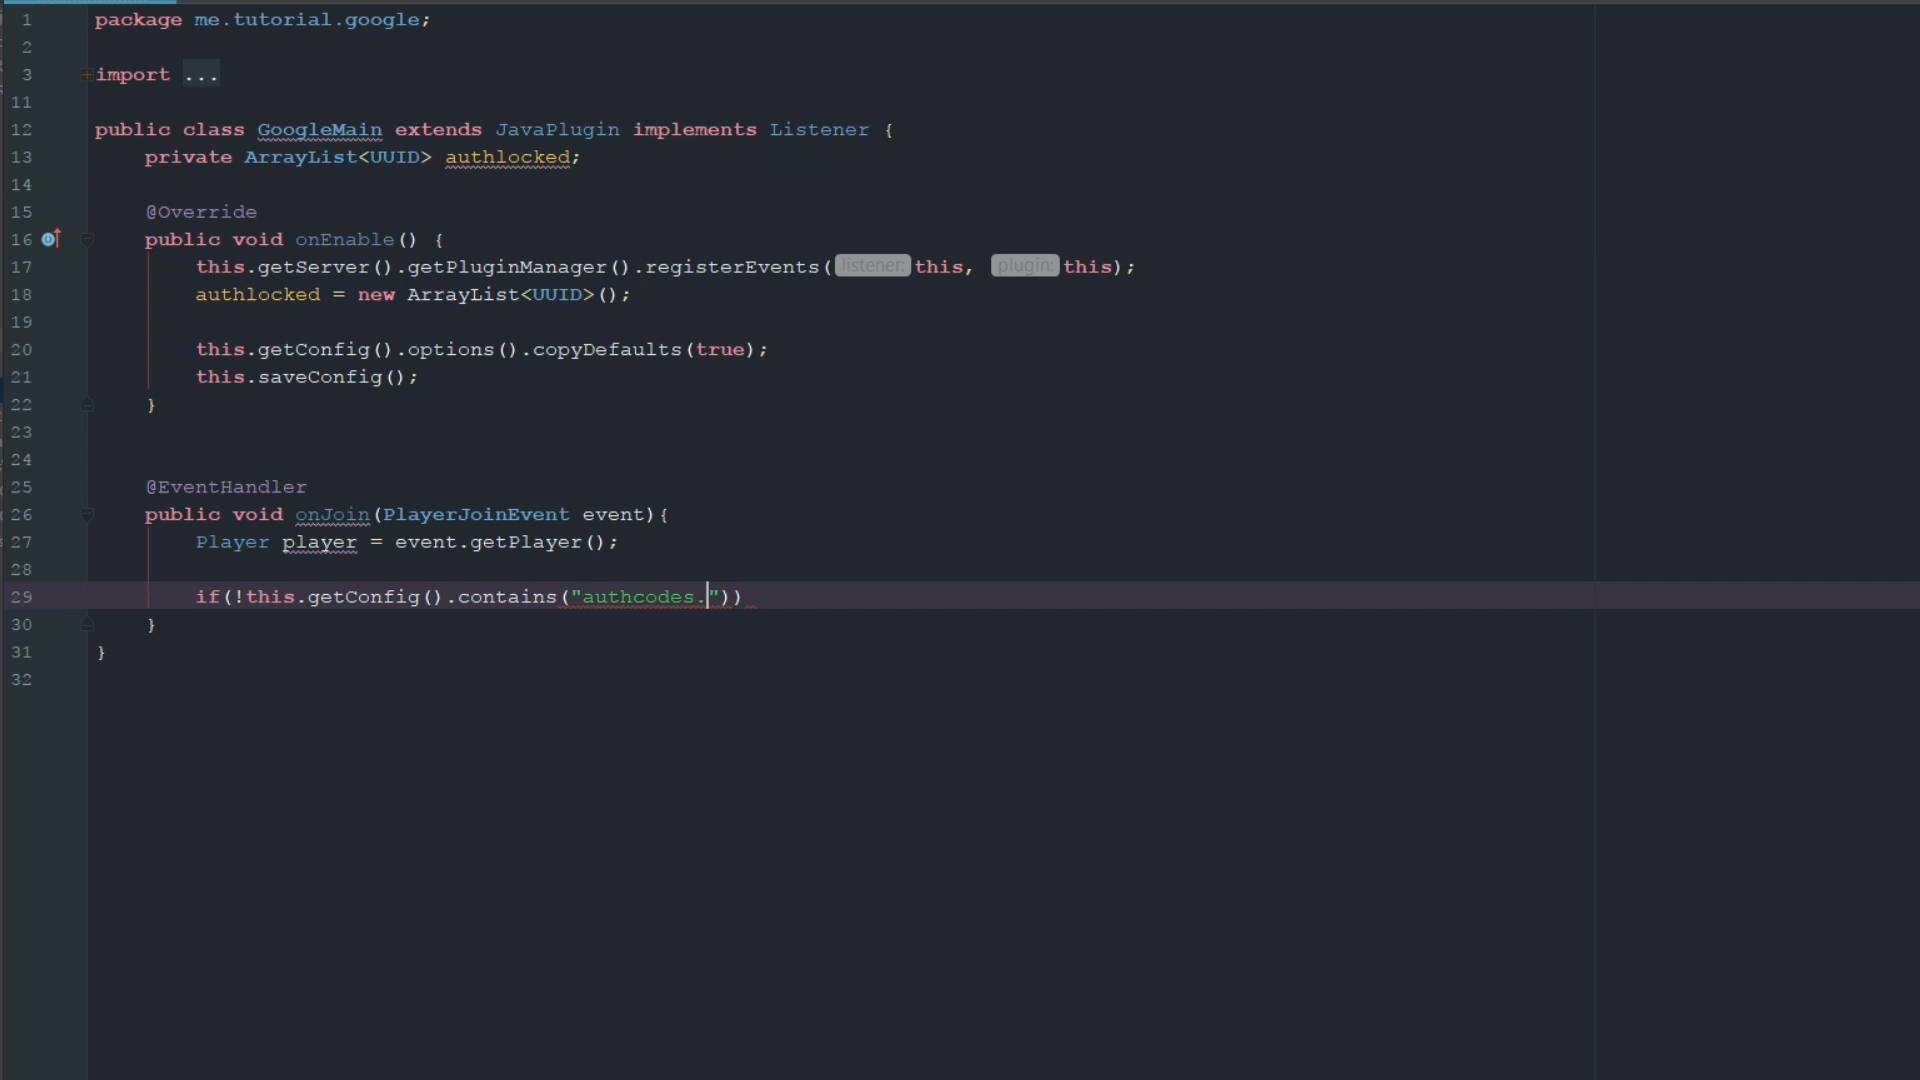 1 package me.tutorial.google;
2
3 import ...
11
12 public class GoogleMain extends JavaPlugin implements Listener {
13 private ArrayList<UUID> authlocked;
14
15 @Override
16 public void onEnable() {
17 this.getServer().getPluginManager().registerEvents( listener: this, plugin: this);
18 authlocked = new ArrayList<UUID>();
19
20 this.getConfig().options().copyDefaults(true);
21 this.saveConfig();
22 }
23
24
25 @EventHandler
26 public void onJoin(PlayerJoinEvent event){
27 Player player = event.getPlayer();
28
29 if(!this.getConfig().contains("authcodes."))
30 }
31 }
32